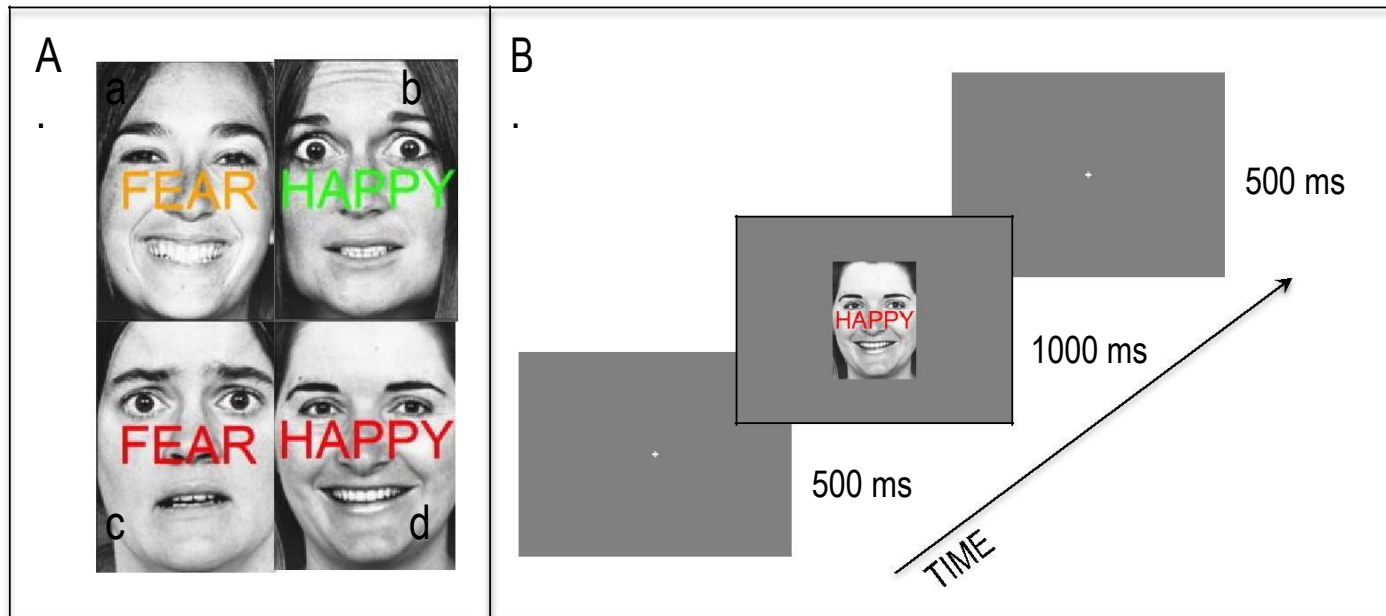 A
.
a
b
FEAR
HAPPY
FEAR
HAPPY
c
d
B
.
500 ms
HAPPY
1000 ms
500 ms
TIME